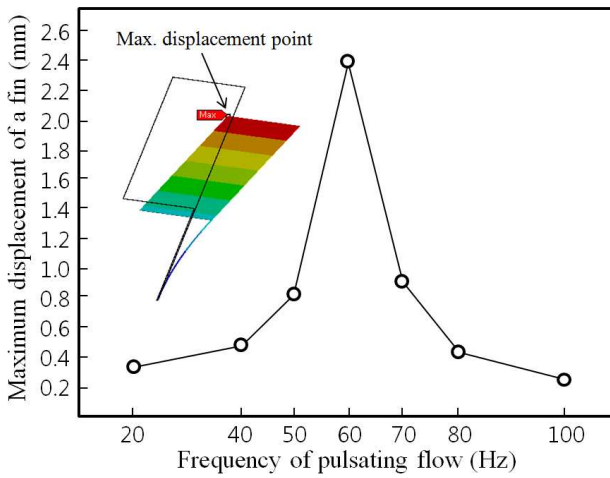 Maximum displacement of a fin (mm)
2.6
2.4
2.2
2.0
1.8
1.6
1.4
1.2
1.0
0.8
0.6
0.4
0.2
Max. displacement point
Max
20 40 50 60 70 80 100
Frequency of pulsating flow (Hz)